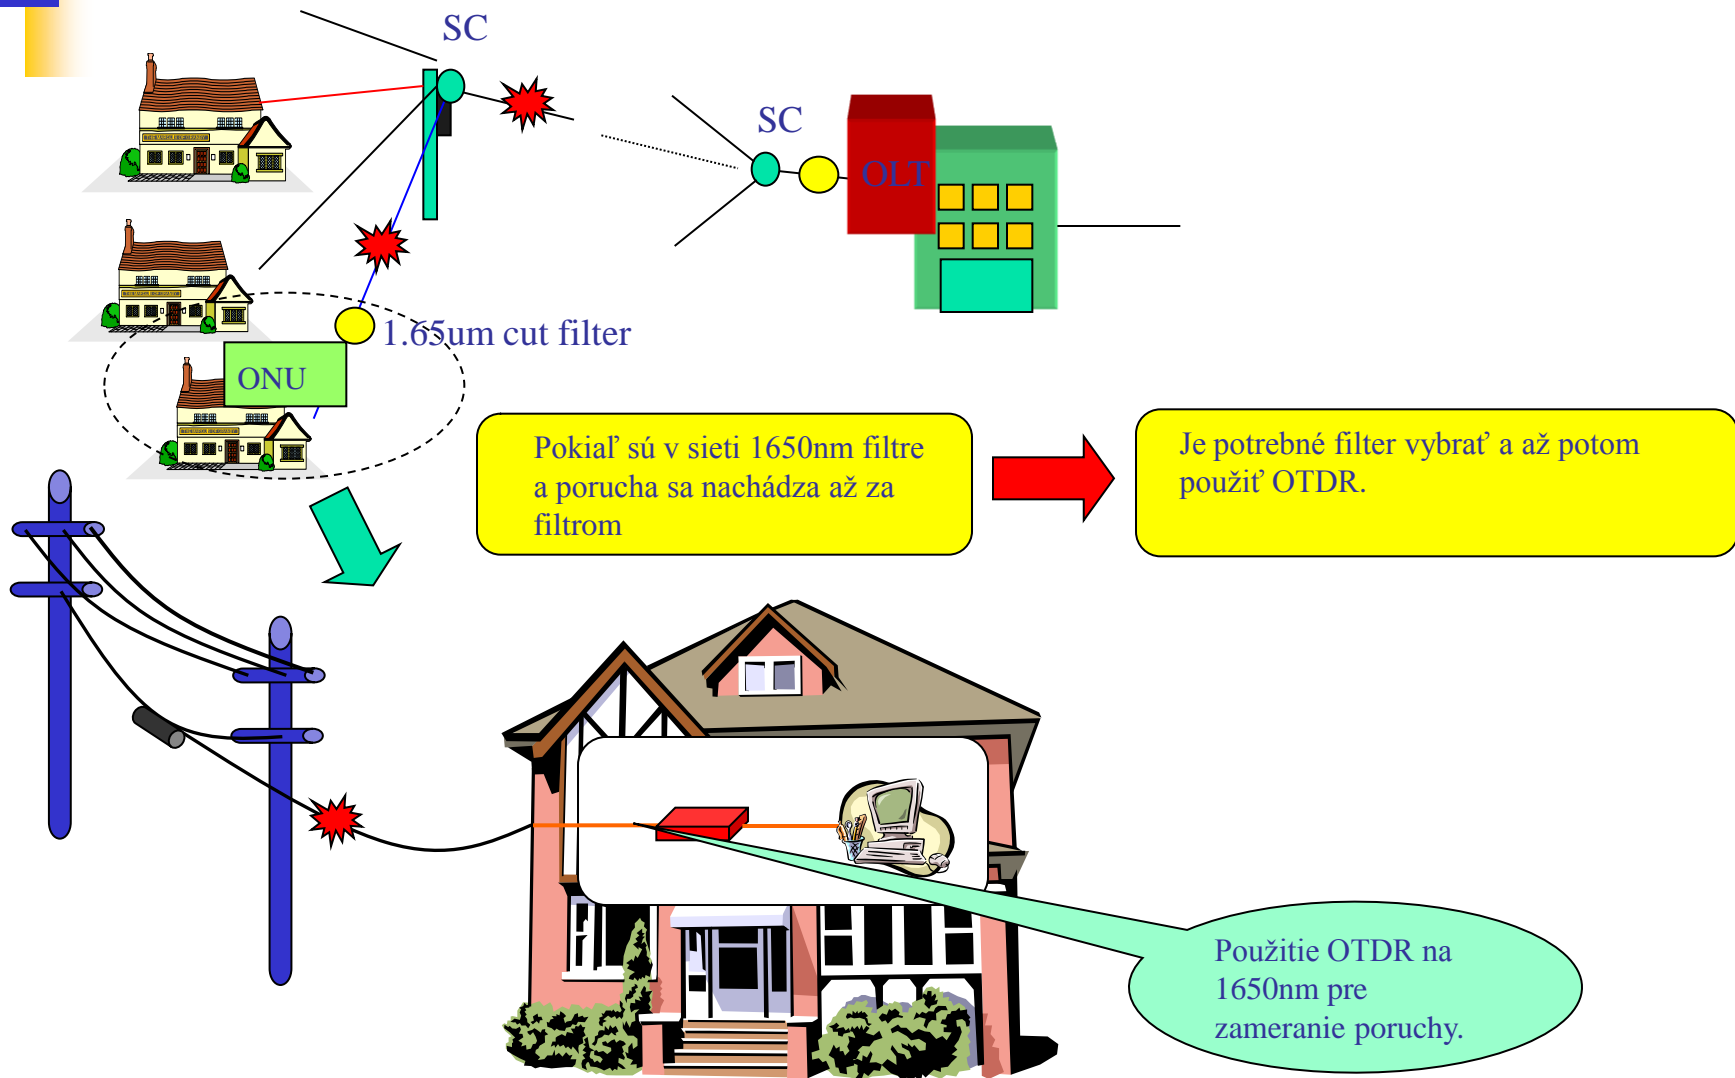 SC
SC
OLT
1.65um cut filter
ONU
Pokiaľ sú v sieti 1650nm filtre
a porucha sa nachádza až za
filtrom
Je potrebné filter vybrať a až potom
použiť OTDR.
Použitie OTDR na
1650nm pre
zameranie poruchy.